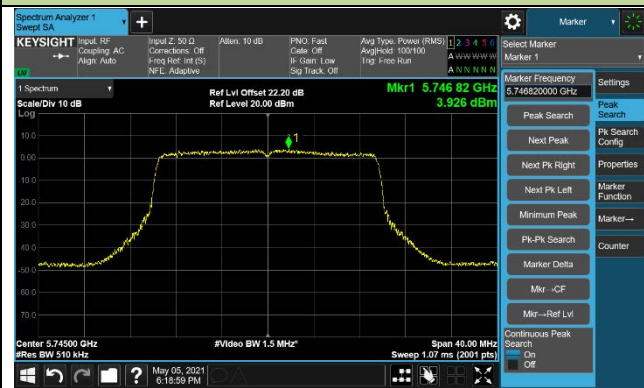 Spectrum Analyzer 1
Swept SA
+
Marker
KEYSIGHT
Input: RF
Coupling: AC
Align: Auto
Input Z: 50 Ω
Corrections: Off
Freq Ref: Int (S)
NFE: Adaptive
Atten: 10 dB
PNO: Fast
Gate: Off
IF Gain: Low
Sig Track: Off
Avg Type: Power (RMS)
Avg|Hold: 100/100
Trig: Free Run
1 2 3 4 5 6
A W W W W W
A N N N N N
LXI
Select Marker
Marker 1
1 Spectrum
Scale/Div 10 dB
Log
Ref Lvl Offset 22.20 dB
Ref Level 20.00 dBm
Mkr1 5.746 82 GHz
3.926 dBm
10.0
0.00
-10.0
-20.0
-30.0
-40.0
-50.0
-60.0
-70.0
1
Center 5.74500 GHz
#Res BW 510 kHz
#Video BW 1.5 MHz*
Span 40.00 MHz
Sweep 1.07 ms (2001 pts)
Marker Frequency
5.746820000 GHz
Peak Search
Next Peak
Next Pk Right
Next Pk Left
Minimum Peak
Pk-Pk Search
Marker Delta
Mkr→CF
Mkr→Ref Lvl
Continuous Peak
Search
On
Off
Settings
Peak
Search
Pk Search
Config
Properties
Marker
Function
Marker→
Counter
?
May 05, 2021
6:18:59 PM